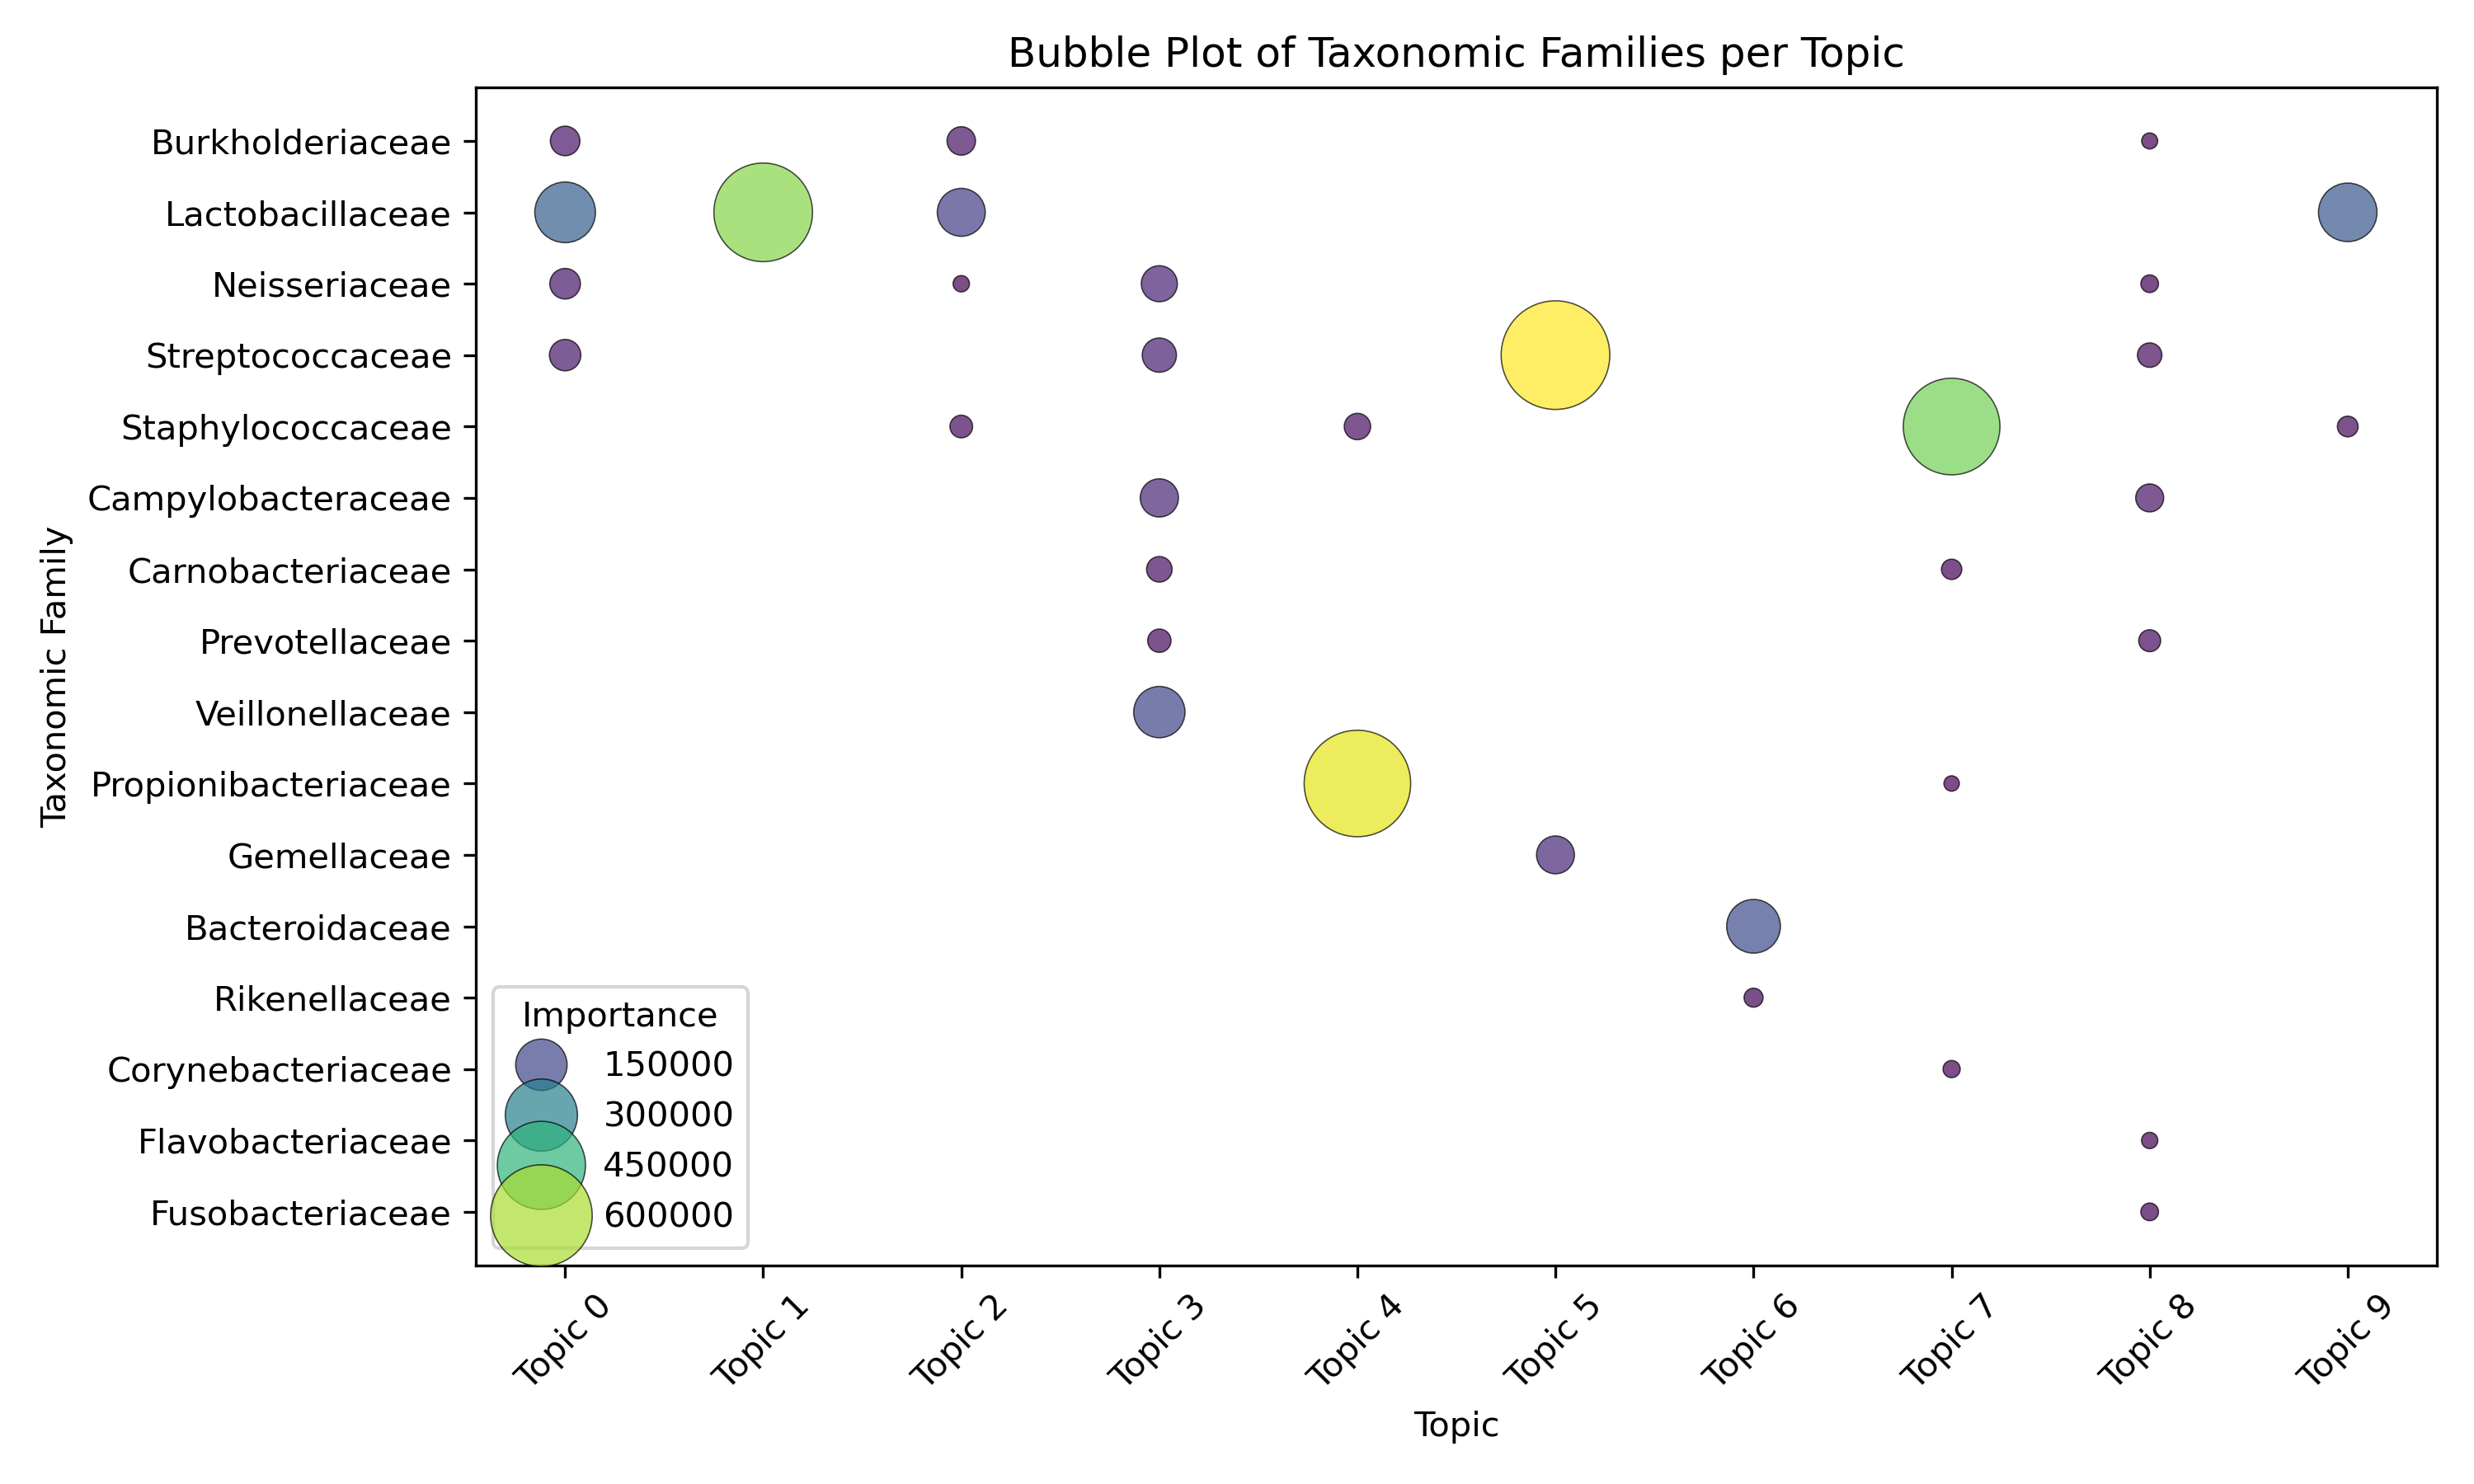 Bubble Plot of Taxonomic Families per Topic
Taxonomic Family
Burkholderiaceae
Lactobacillaceae
Neisseriaceae
Streptococcaceae
Staphylococcaceae
Campylobacteraceae
Carnobacteriaceae
Prevotellaceae
Veillonellaceae
Propionibacteriaceae
Gemellaceae
Bacteroidaceae
Rikenellaceae
Corynebacteriaceae
Flavobacteriaceae
Fusobacteriaceae
Importance
150000
300000
450000
600000
Topic 0
Topic 1
Topic 2
Topic 3
Topic 4
Topic 5
Topic 6
Topic 7
Topic 8
Topic 9
Topic